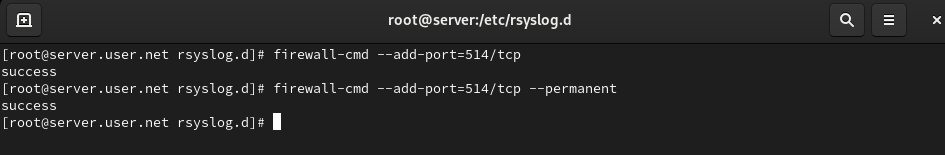 root@server:/etc/rsyslog.d
[root@server.user.net rsyslog.d]# firewall-cmd --add-port=514/tcp
success
[root@server.user.net rsyslog.d]# firewall-cmd --add-port=514/tcp --permanent
success
[root@server.user.net rsyslog.d]#